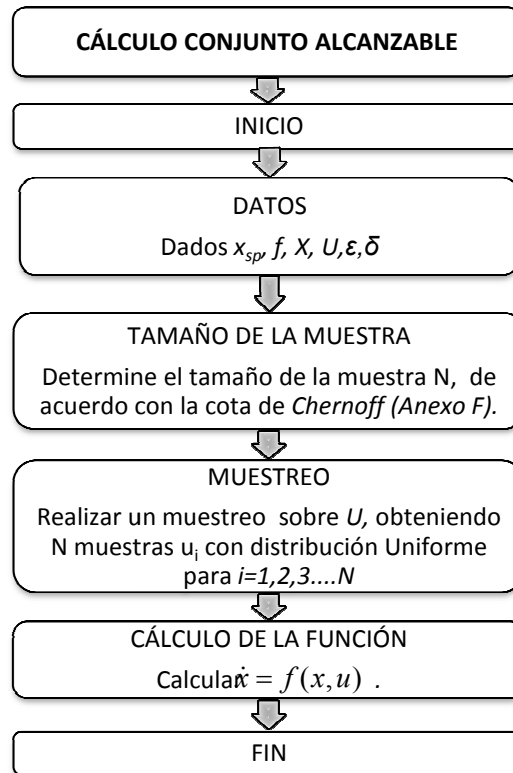 CÁLCULO CONJUNTO ALCANZABLE
INICIO
DATOS
Dados x_sp, f, X, U,ε,δ
TAMAÑO DE LA MUESTRA
Determine el tamaño de la muestra N, de
acuerdo con la cota de Chernoff (Anexo F).
MUESTREO
Realizar un muestreo sobre U, obteniendo
N muestras u_i con distribución Uniforme
para i=1,2,3....N
CÁLCULO DE LA FUNCIÓN
Calcular ẋ = f(x,u) .
FIN